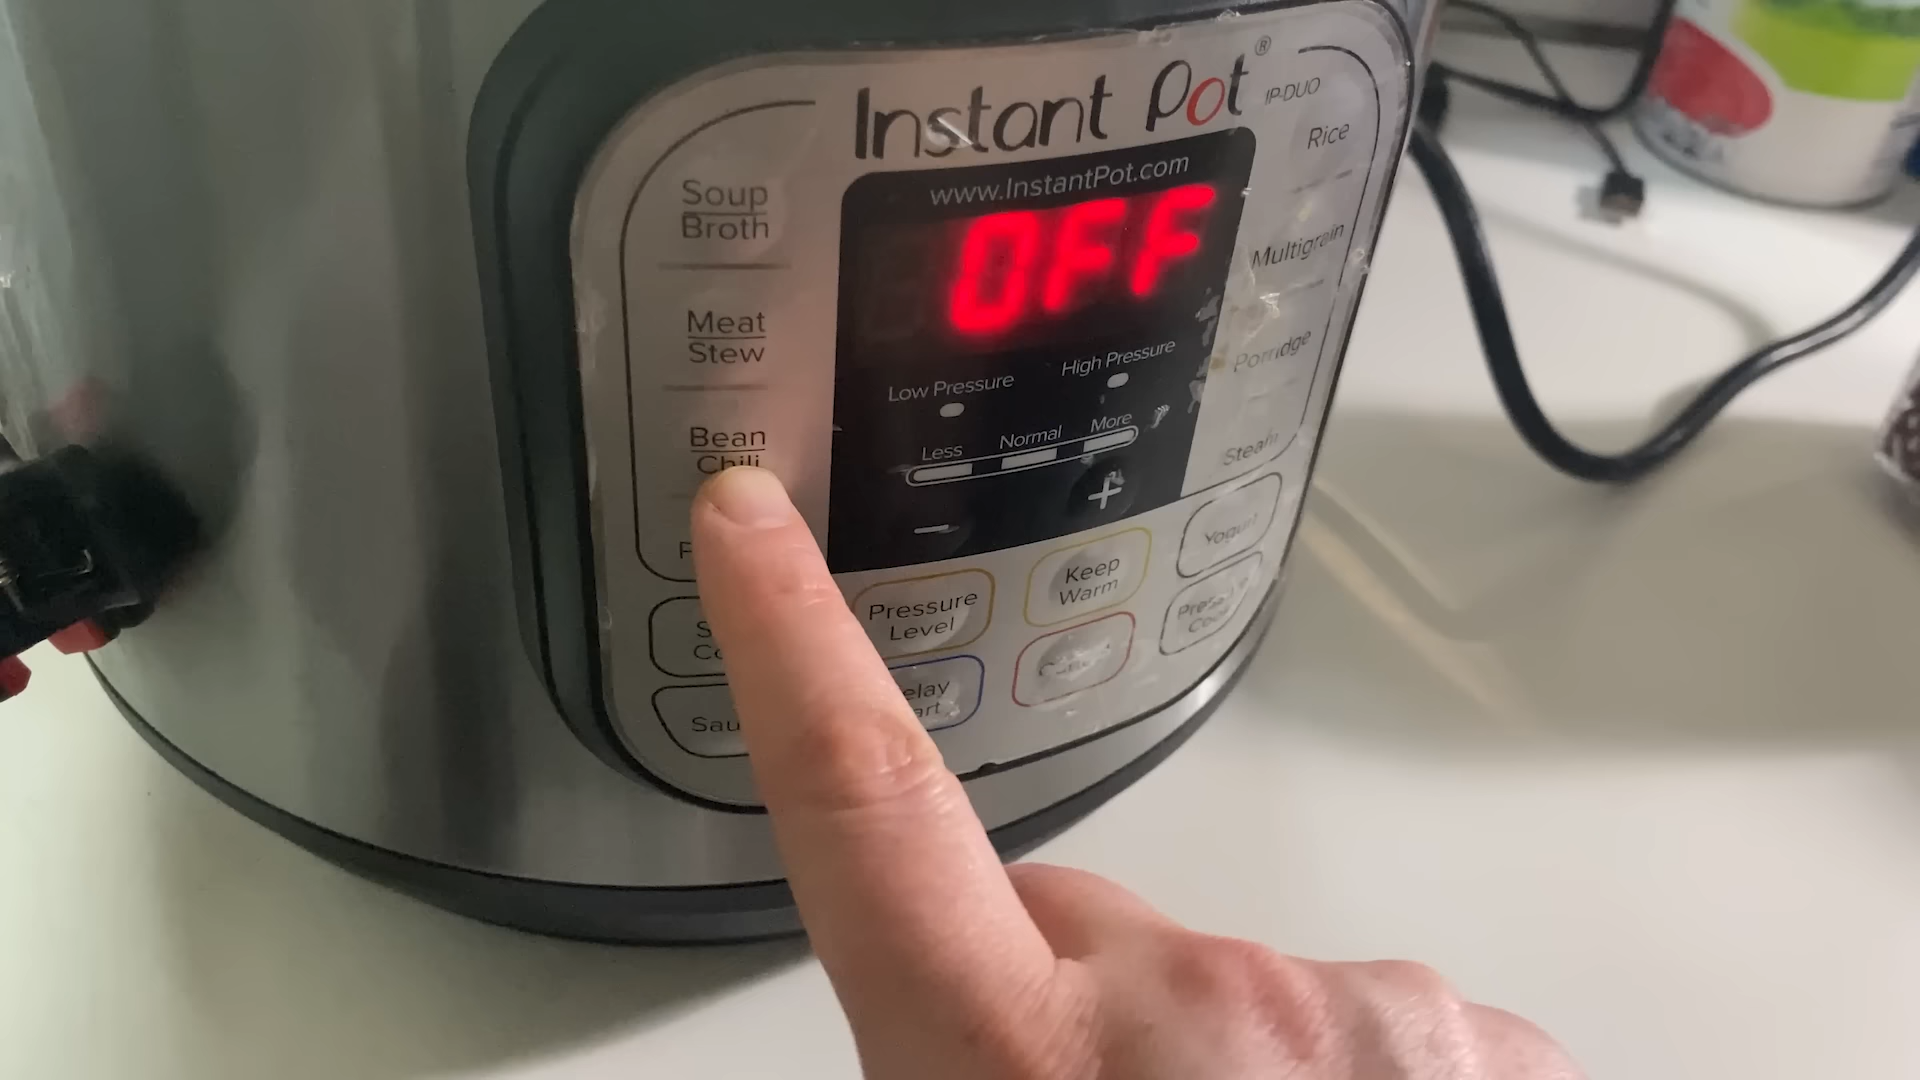 Instant Pot®
IP-DUO
www.InstantPot.com
OFF
Low Pressure
High Pressure
Less
Normal
More
−
+
Soup
Broth
Meat
Stew
Bean
Chili
Rice
Multigrain
Porridge
Steam
Pressure
Level
Keep
Warm
Yogurt